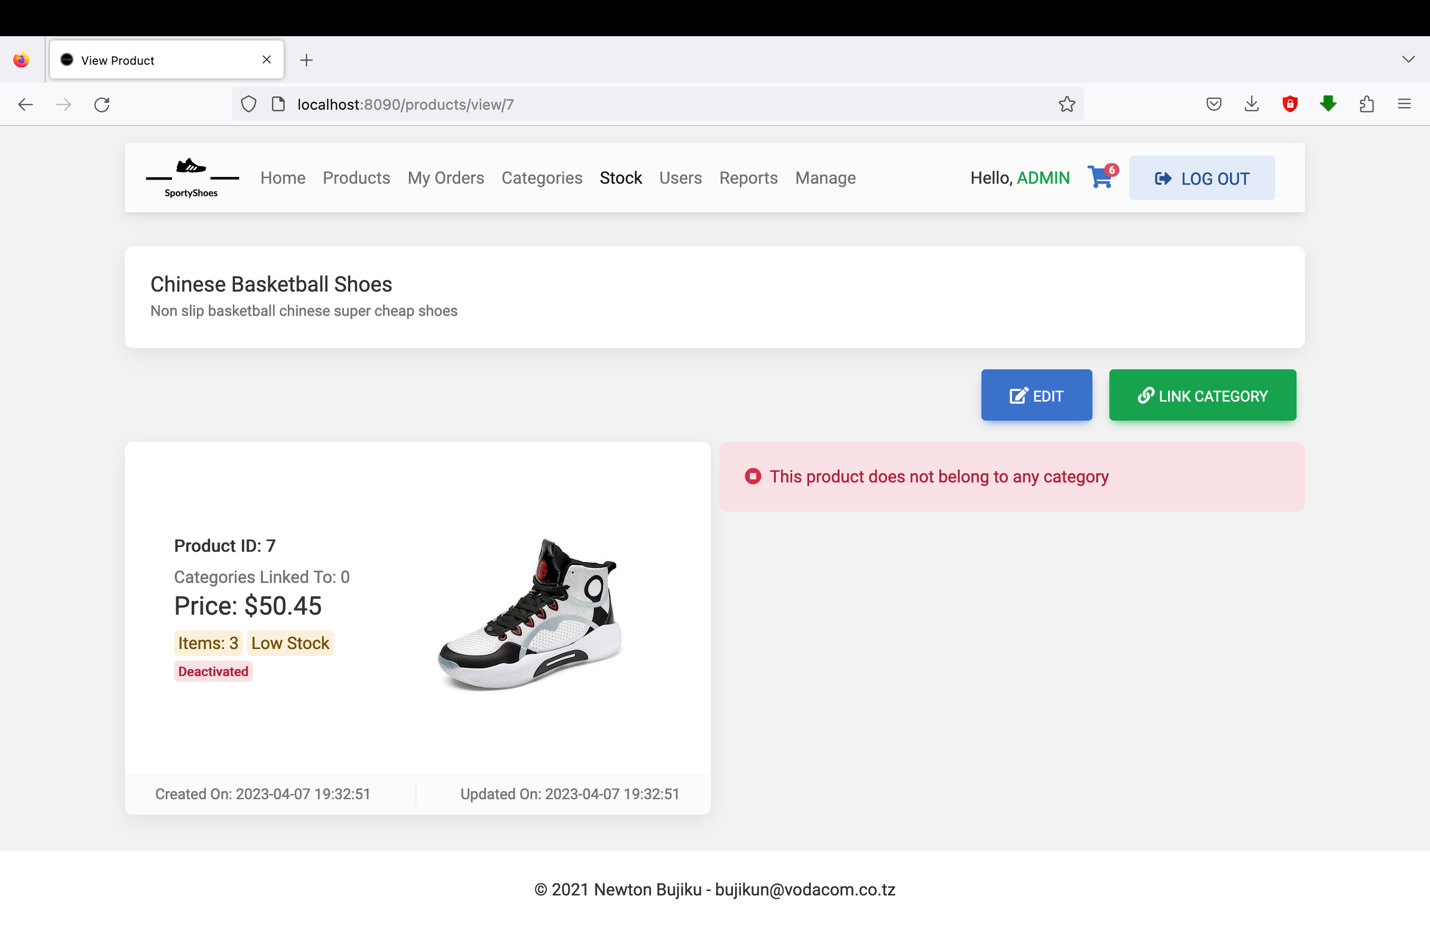 View Product
localhost:8090/products/view/7
SportyShoes
Home Products My Orders Categories Stock Users Reports Manage
Hello, ADMIN
6
LOG OUT
Chinese Basketball Shoes
Non slip basketball chinese super cheap shoes
EDIT
LINK CATEGORY
This product does not belong to any category
Product ID: 7
Categories Linked To: 0
Price: $50.45
Items: 3 Low Stock
Deactivated
Created On: 2023-04-07 19:32:51
Updated On: 2023-04-07 19:32:51
© 2021 Newton Bujiku - bujikun@vodacom.co.tz